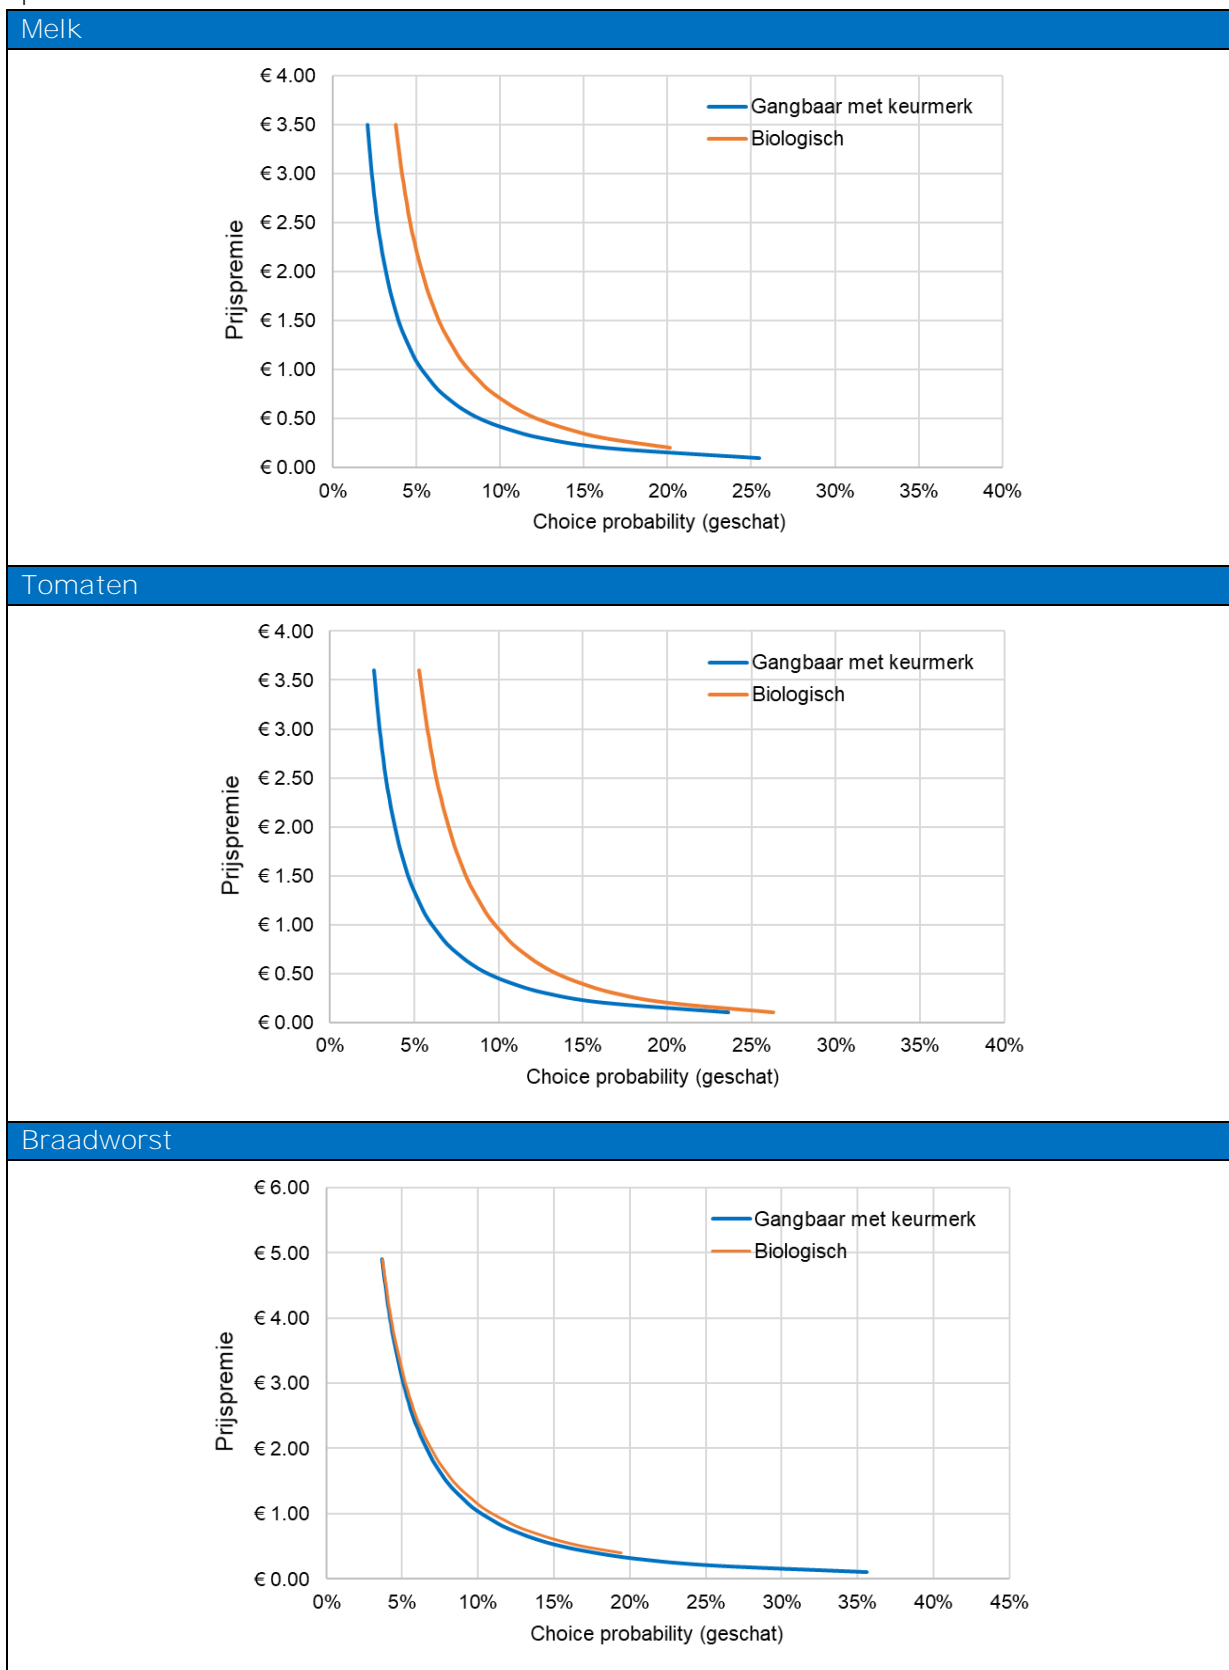 Melk
€ 4.00
Gangbaar met keurmerk
€ 3.50
Biologisch
€ 3.00
€ 2.50
Prijspremie
€ 2.00
€ 1.50
€ 1.00
€ 0.50
€ 0.00
0% 5% 10% 15% 20% 25% 30% 35% 40%
Choice probability (geschat)
Tomaten
€ 4.00
Gangbaar met keurmerk
€ 3.50
Biologisch
€ 3.00
€ 2.50
Prijspremie
€ 2.00
€ 1.50
€ 1.00
€ 0.50
€ 0.00
0% 5% 10% 15% 20% 25% 30% 35% 40%
Choice probability (geschat)
Braadworst
€ 6.00
Gangbaar met keurmerk
€ 5.00
Biologisch
€ 4.00
Prijspremie
€ 3.00
€ 2.00
€ 1.00
€ 0.00
0% 5% 10% 15% 20% 25% 30% 35% 40% 45%
Choice probability (geschat)